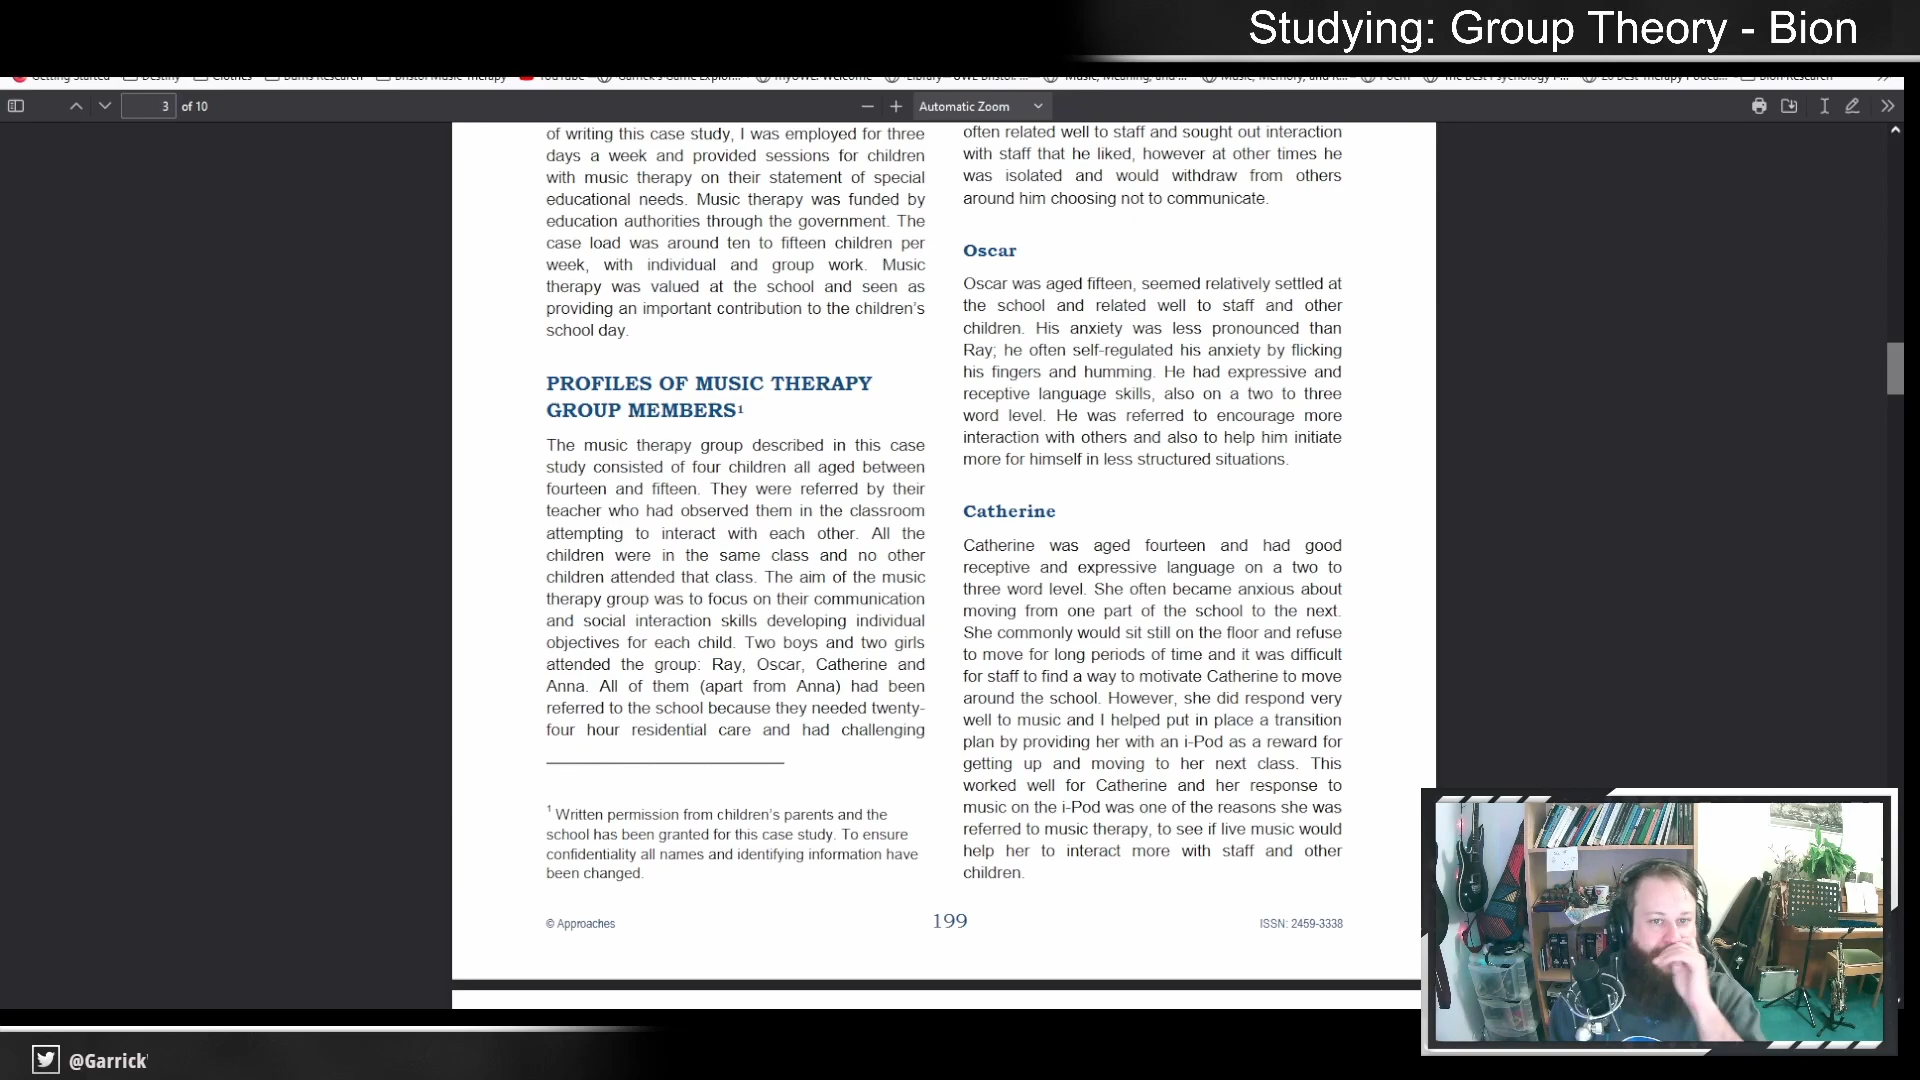 Studying: Group Theory - Bion
3 of 10
Automatic Zoom
of writing this case study, I was employed for three
days a week and provided sessions for children
with music therapy on their statement of special
educational needs. Music therapy was funded by
education authorities through the government. The
case load was around ten to fifteen children per
week, with individual and group work. Music
therapy was valued at the school and seen as
providing an important contribution to the children's
school day.
PROFILES OF MUSIC THERAPY
GROUP MEMBERS¹
The music therapy group described in this case
study consisted of four children all aged between
fourteen and fifteen. They were referred by their
teacher who had observed them in the classroom
attempting to interact with each other. All the
children were in the same class and no other
children attended that class. The aim of the music
therapy group was to focus on their communication
and social interaction skills developing individual
objectives for each child. Two boys and two girls
attended the group: Ray, Oscar, Catherine and
Anna. All of them (apart from Anna) had been
referred to the school because they needed twenty-
four hour residential care and had challenging
¹ Written permission from children's parents and the
school has been granted for this case study. To ensure
confidentiality all names and identifying information have
been changed.
often related well to staff and sought out interaction
with staff that he liked, however at other times he
was isolated and would withdraw from others
around him choosing not to communicate.
Oscar
Oscar was aged fifteen, seemed relatively settled at
the school and related well to staff and other
children. His anxiety was less pronounced than
Ray; he often self-regulated his anxiety by flicking
his fingers and humming. He had expressive and
receptive language skills, also on a two to three
word level. He was referred to encourage more
interaction with others and also to help him initiate
more for himself in less structured situations.
Catherine
Catherine was aged fourteen and had good
receptive and expressive language on a two to
three word level. She often became anxious about
moving from one part of the school to the next.
She commonly would sit still on the floor and refuse
to move for long periods of time and it was difficult
for staff to find a way to motivate Catherine to move
around the school. However, she did respond very
well to music and I helped put in place a transition
plan by providing her with an i-Pod as a reward for
getting up and moving to her next class. This
worked well for Catherine and her response to
music on the i-Pod was one of the reasons she was
referred to music therapy, to see if live music would
help her to interact more with staff and other
children.
© Approaches
199
ISSN: 2459-3338
@Garrick